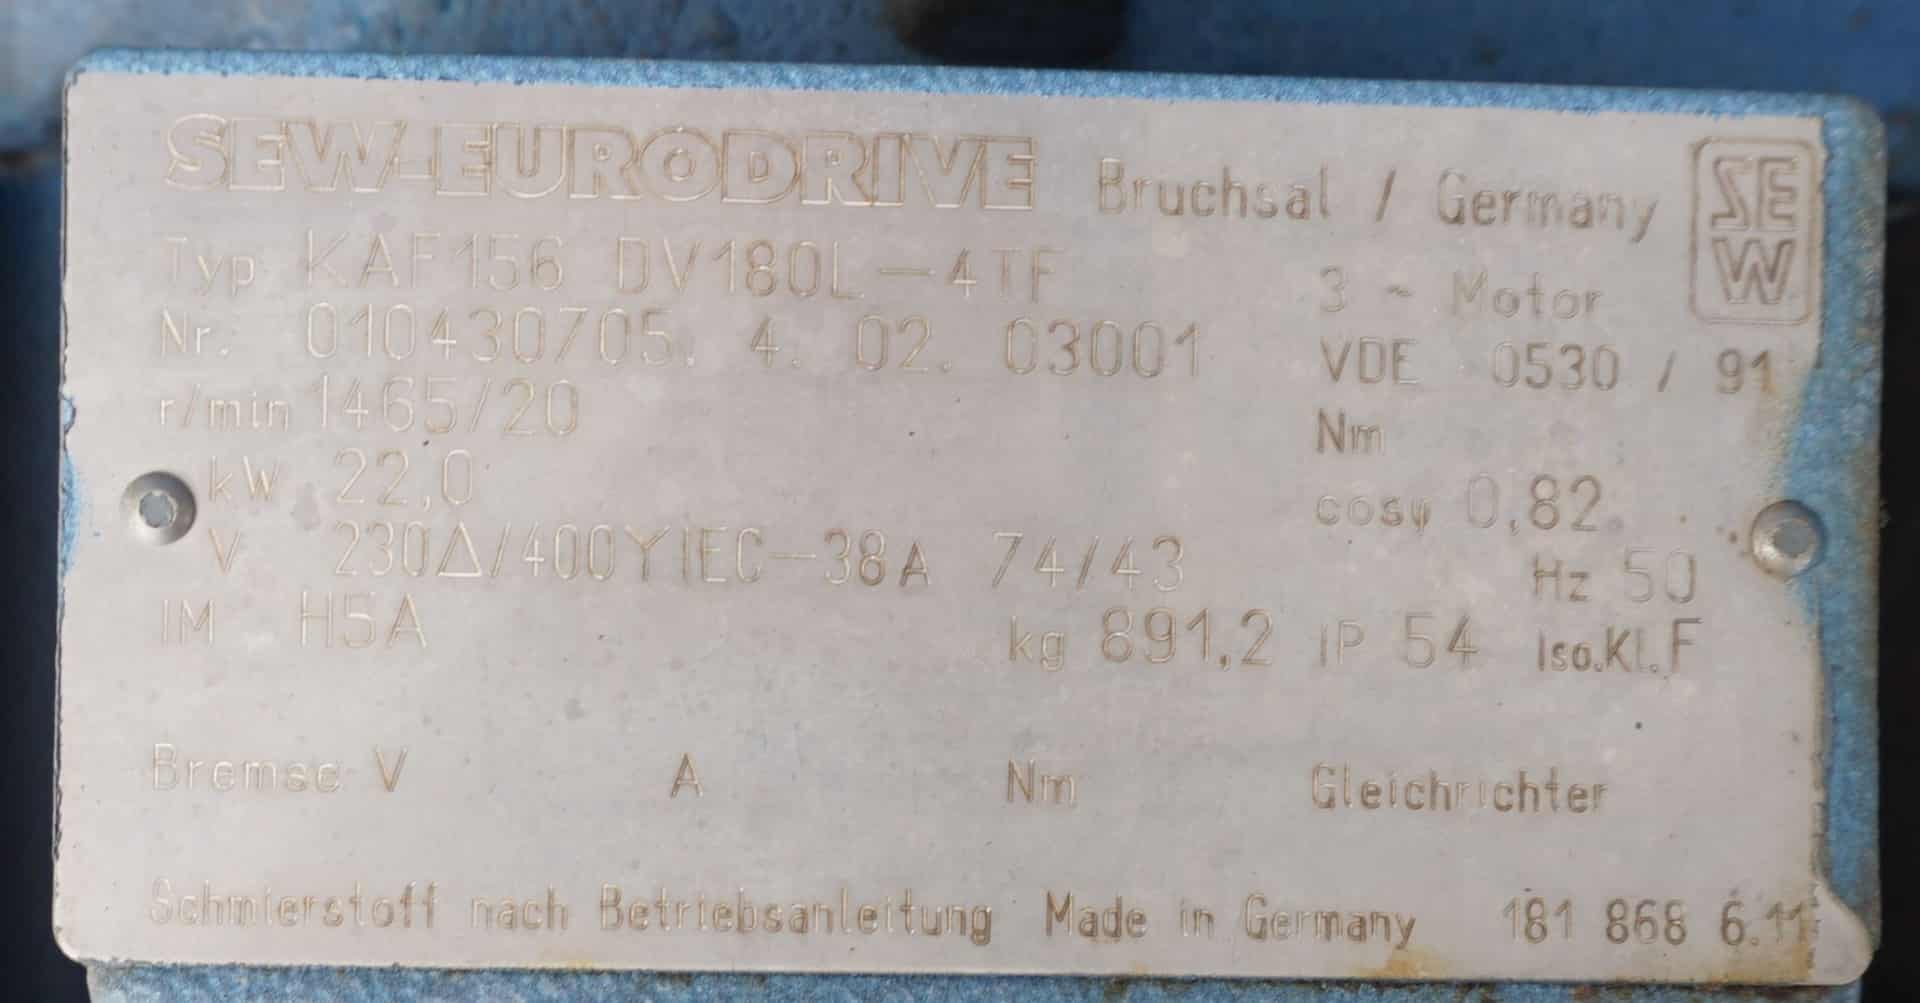 SEW-EURODRIVE Bruchsal / Germany SEW
Typ KAF156 DV180L-4TF 3 ~ Motor
Nr. 010430705. 4. 02. 03001 VDE 0530 / 91
r/min 1465/20 Nm
kW 22,0 cosφ 0,82
V 230Δ/400Y IEC-38 A 74/43 Hz 50
IM H5A kg 891,2 IP 54 Iso.Kl. F
Bremse V A Nm Gleichrichter
Schmierstoff nach Betriebsanleitung Made in Germany 181 868 6.11